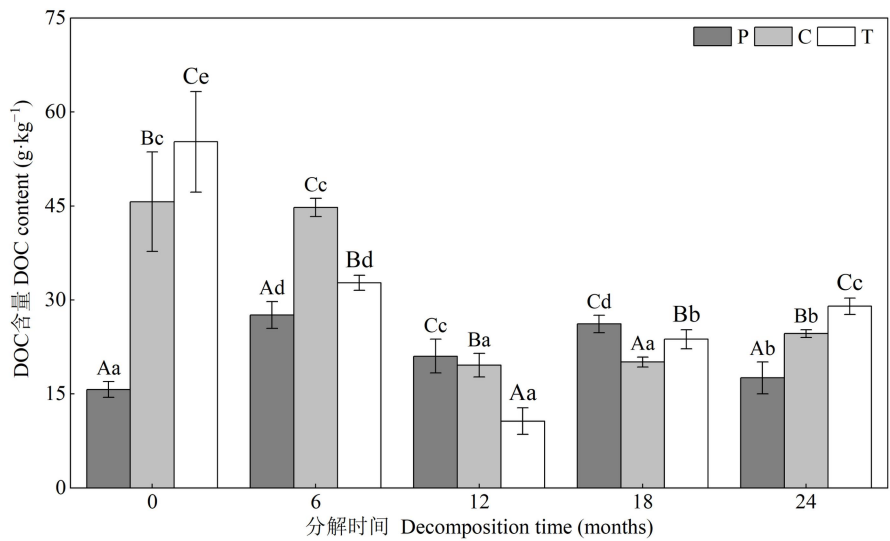 75
P C T
Ce
60
Bc
Cc
45
Bd
Ad
Cc
Cd
Bb
30
Cc
Ba
Aa
Bb
Ab
Aa
Aa
15
0
0 6 12 18 24
分解时间 Decomposition time (months)
DOC含量 DOC content (g·kg⁻¹)